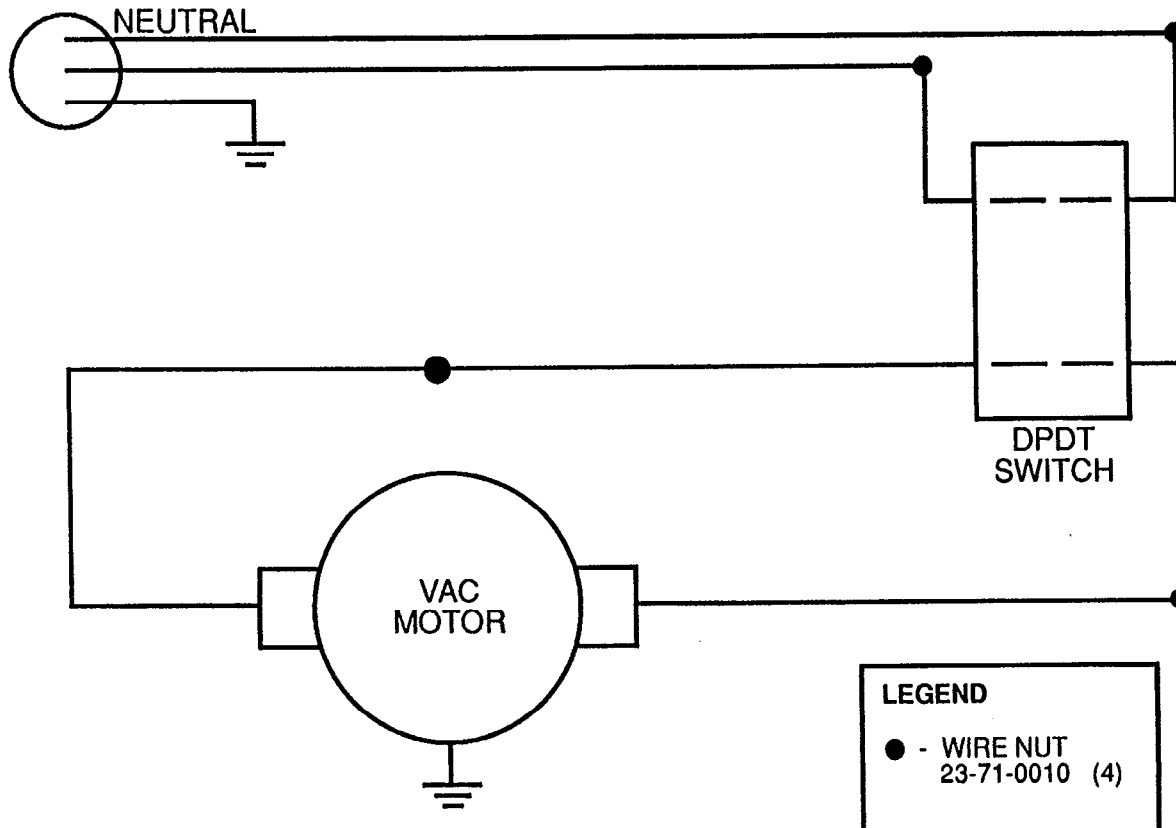 NEUTRAL
DPDT
SWITCH
VAC
MOTOR
LEGEND
- WIRE NUT
23-71-0010 (4)